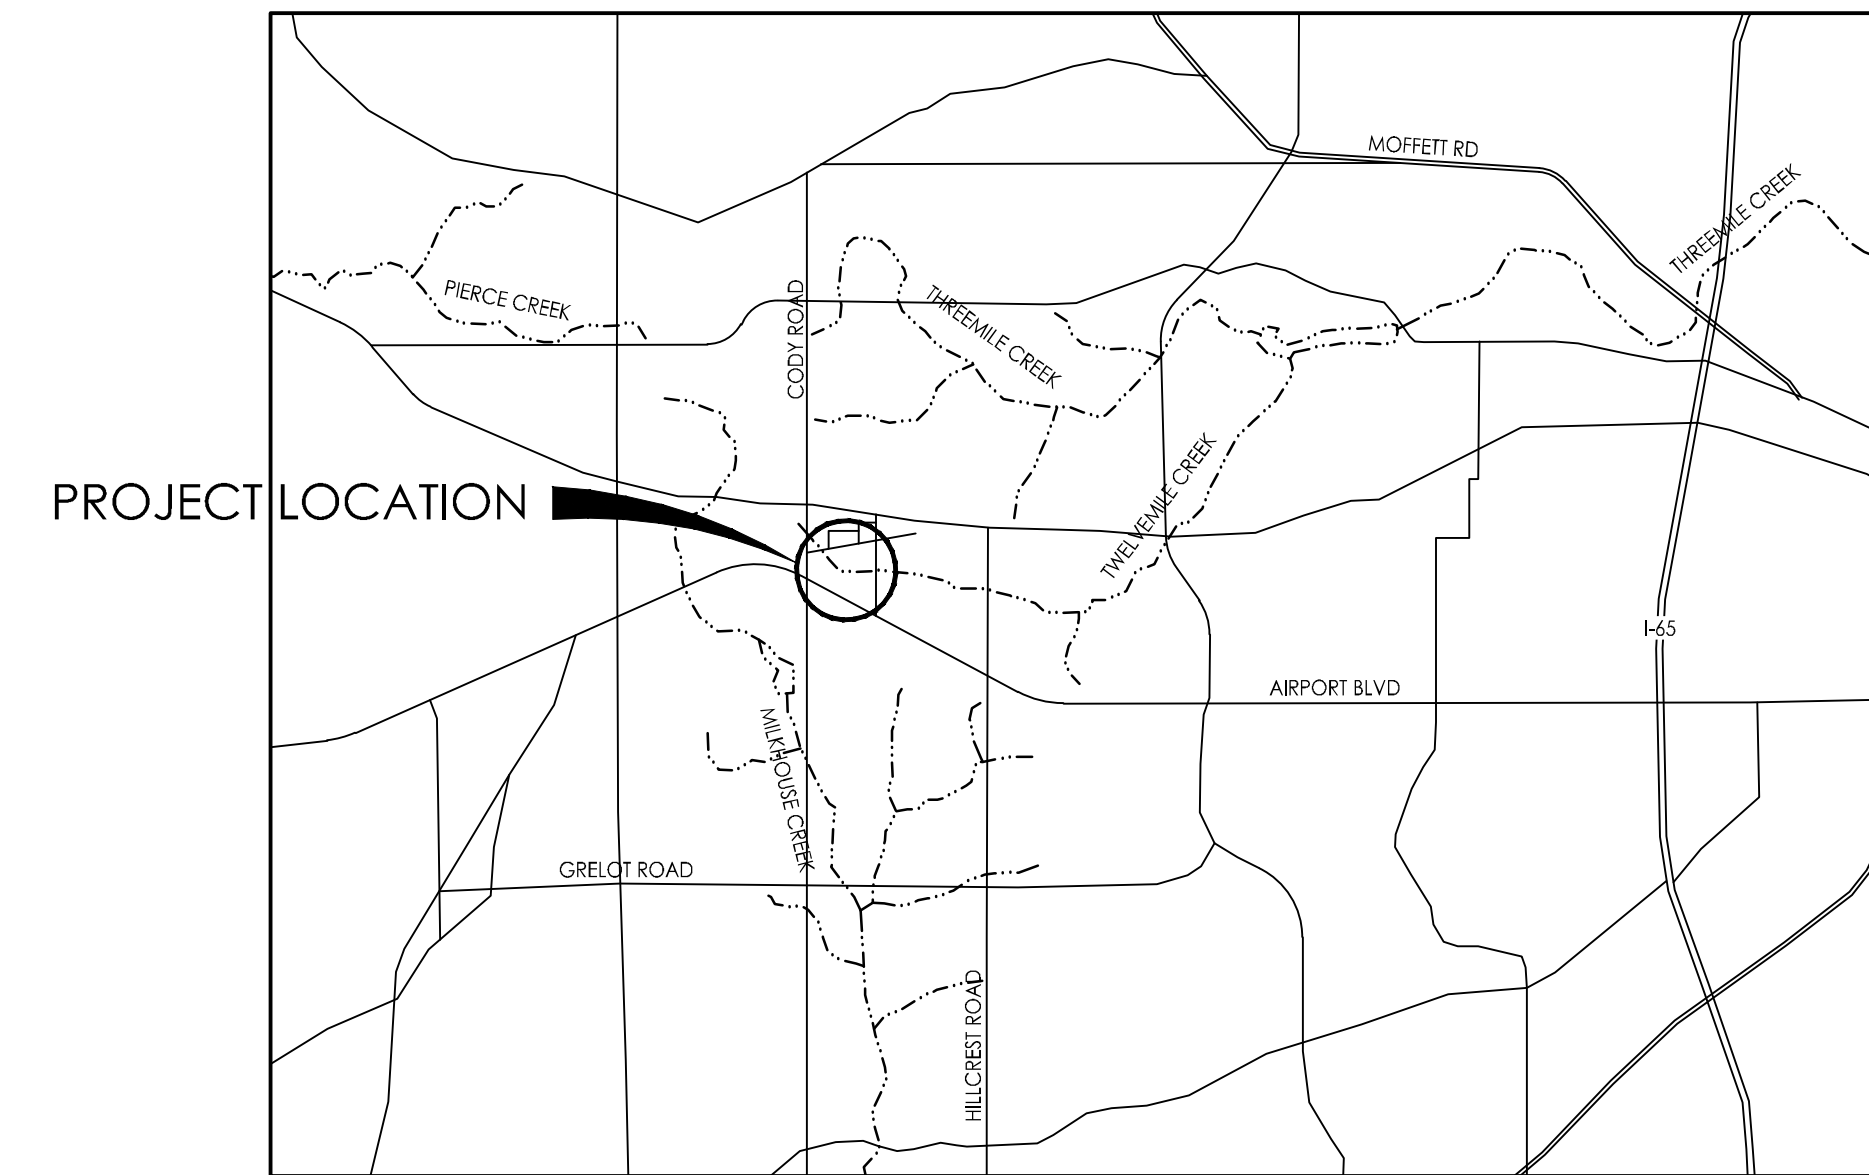 MOFFETT RD
THREEMILE CREEK
PIERCE CREEK
CODY ROAD
THREEMILE CREEK
PROJECT LOCATION
TWELVEMILE CREEK
I-65
AIRPORT BLVD
MILKHOUSE CREEK
GRELOT ROAD
HILLCREST ROAD